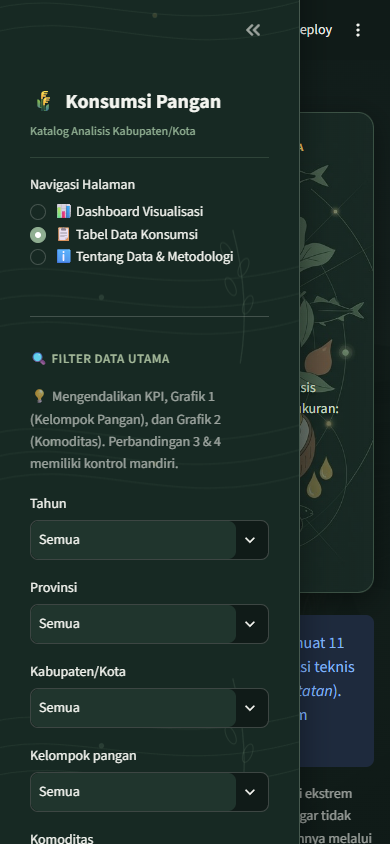 eploy
Konsumsi Pangan
Katalog Analisis Kabupaten/Kota
Navigasi Halaman
Dashboard Visualisasi
Tabel Data Konsumsi
Tentang Data & Metodologi
FILTER DATA UTAMA
Mengendalikan KPI, Grafik 1
(Kelompok Pangan), dan Grafik 2
(Komoditas). Perbandingan 3 & 4
memiliki kontrol mandiri.
sis
ukuran:
Tahun
Semua
Provinsi
Semua
Kabupaten/Kota
Semua
Kelompok pangan
Semua
Komoditas
nuat 11
si teknis
tatan).
m
i ekstrem
gar tidak
nnya melalui